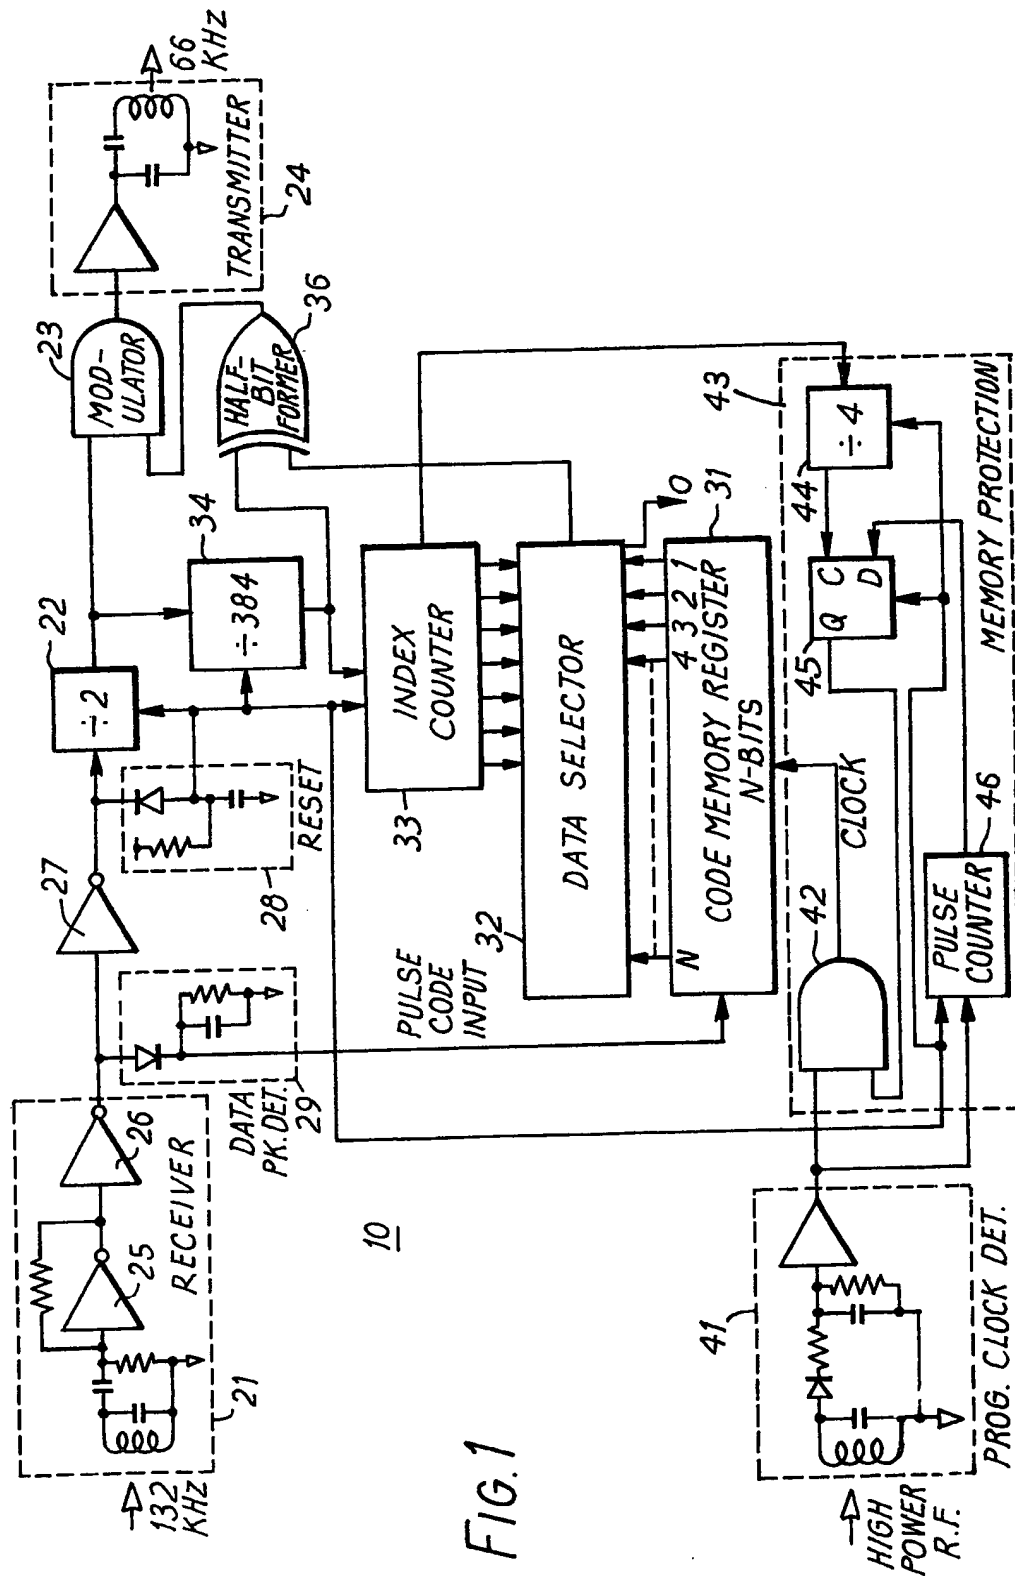 132
KHz
21
RECEIVER
25
26
27
DATA
PK. DET.
29
28
RESET
22
÷2
34
÷384
23
MOD-
ULATOR
TRANSMITTER
24
66
KHz
HALF-
BIT
FORMER
36
33
INDEX
COUNTER
PULSE
CODE
INPUT
32
DATA SELECTOR
O
N
4 3 2 1
31
CODE MEMORY REGISTER
N-BITS
CLOCK
10
FIG. 1
HIGH
POWER
R.F.
41
PROG. CLOCK DET.
42
43
44
÷4
45
Q C
D
46
PULSE
COUNTER
MEMORY PROTECTION